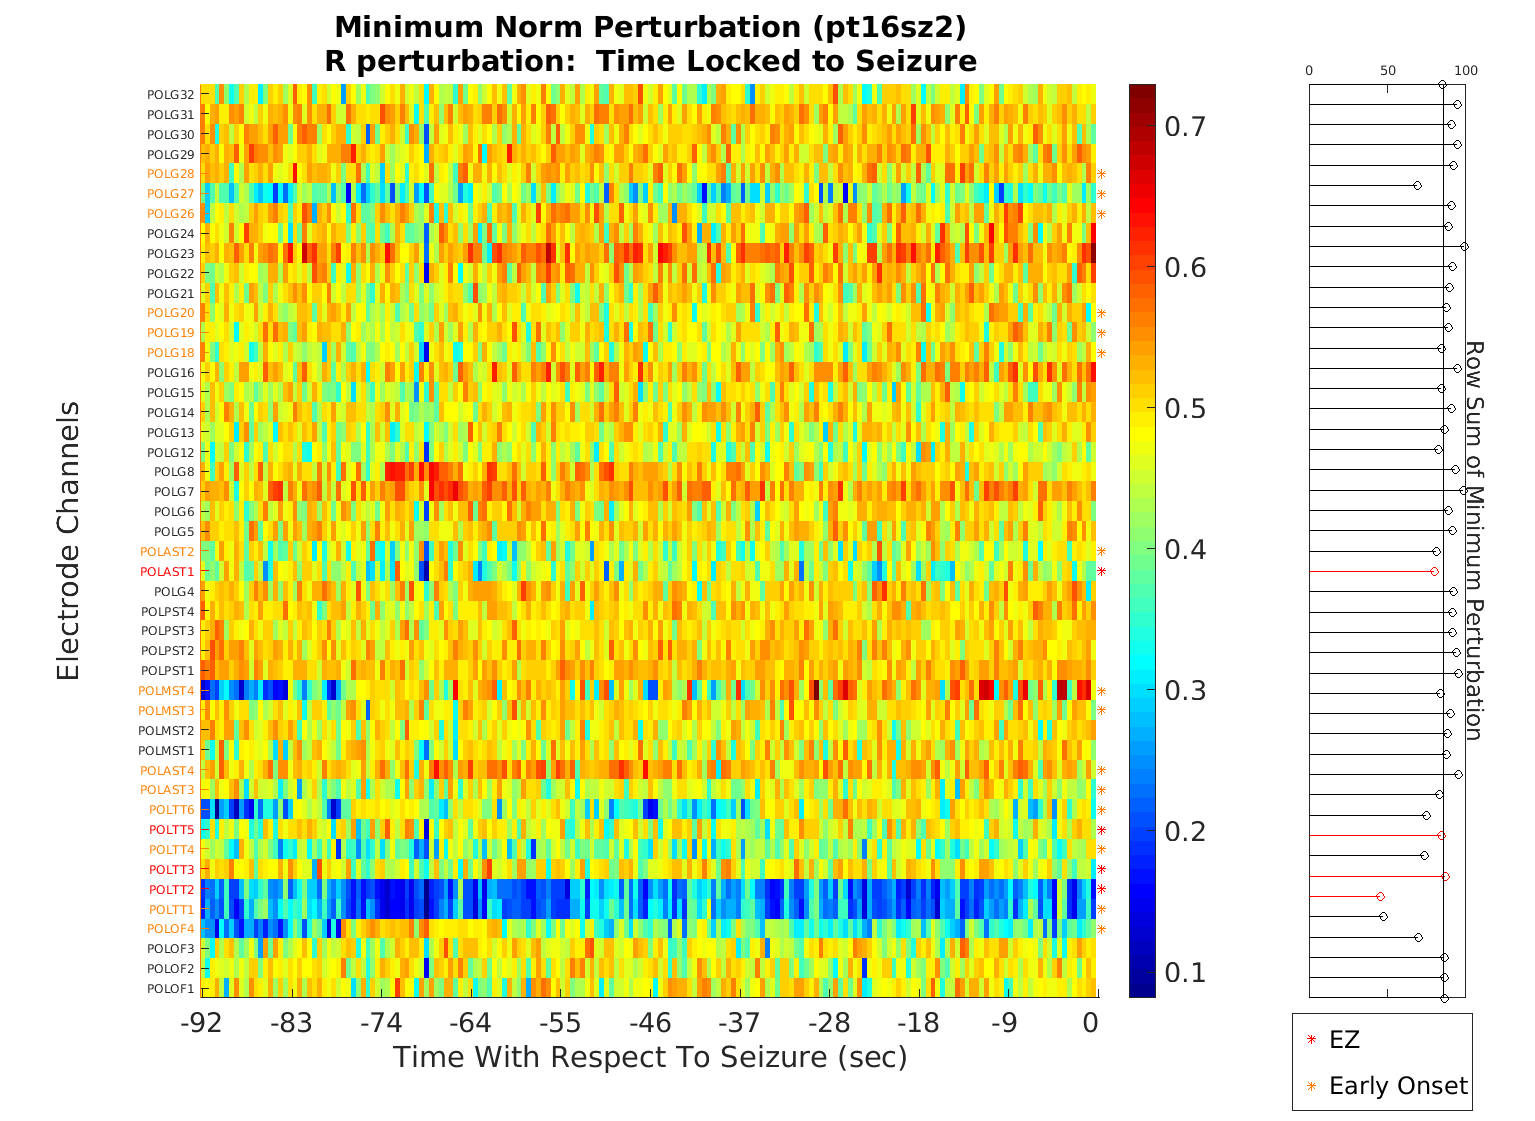 Minimum Norm Perturbation (pt16sz2)
R perturbation:  Time Locked to Seizure
Electrode Channels
POLG32
POLG31
POLG30
POLG29
POLG28
POLG27
POLG26
POLG24
POLG23
POLG22
POLG21
POLG20
POLG19
POLG18
POLG16
POLG15
POLG14
POLG13
POLG12
POLG8
POLG7
POLG6
POLG5
POLAST2
POLAST1
POLG4
POLPST4
POLPST3
POLPST2
POLPST1
POLMST4
POLMST3
POLMST2
POLMST1
POLAST4
POLAST3
POLTT6
POLTT5
POLTT4
POLTT3
POLTT2
POLTT1
POLOF4
POLOF3
POLOF2
POLOF1
-92 -83 -74 -64 -55 -46 -37 -28 -18 -9 0
Time With Respect To Seizure (sec)
0.7
0.6
0.5
0.4
0.3
0.2
0.1
0 50 100
Row Sum of Minimum Perturbation
EZ
Early Onset